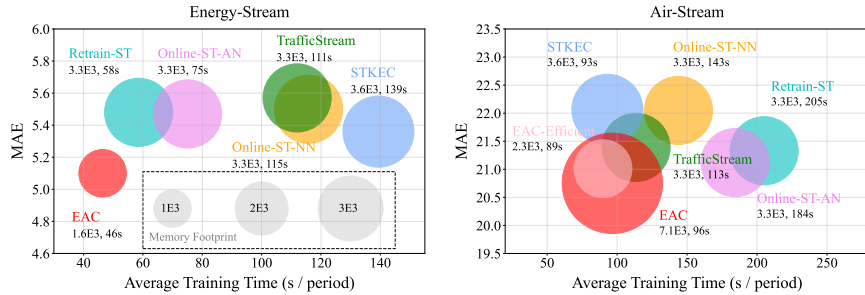 Energy-Stream
MAE
6.0
5.8
5.6
5.4
5.2
5.0
4.8
4.6
Retrain-ST
3.3E3, 58s
Online-ST-AN
3.3E3, 75s
TrafficStream
3.3E3, 111s
STKEC
3.6E3, 139s
Online-ST-NN
3.3E3, 115s
EAC
1.6E3, 46s
1E3
2E3
3E3
Memory Footprint
40
60
80
100
120
140
Average Training Time (s / period)
Air-Stream
MAE
23.5
23.0
22.5
22.0
21.5
21.0
20.5
20.0
19.5
STKEC
3.6E3, 93s
Online-ST-NN
3.3E3, 143s
Retrain-ST
3.3E3, 205s
EAC-Efficient
2.3E3, 89s
TrafficStream
3.3E3, 113s
Online-ST-AN
3.3E3, 184s
EAC
7.1E3, 96s
50
100
150
200
250
Average Training Time (s / period)